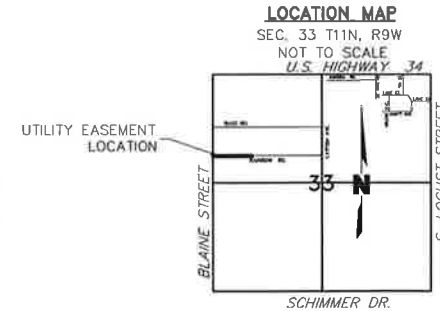 LOCATION MAP
SEC. 33 T11N, R9W
NOT TO SCALE
U.S. HIGHWAY 34
UTILITY EASEMENT
LOCATION
33 N
BLAINE STREET
S. LOCUST STREET
SCHIMMER DR.